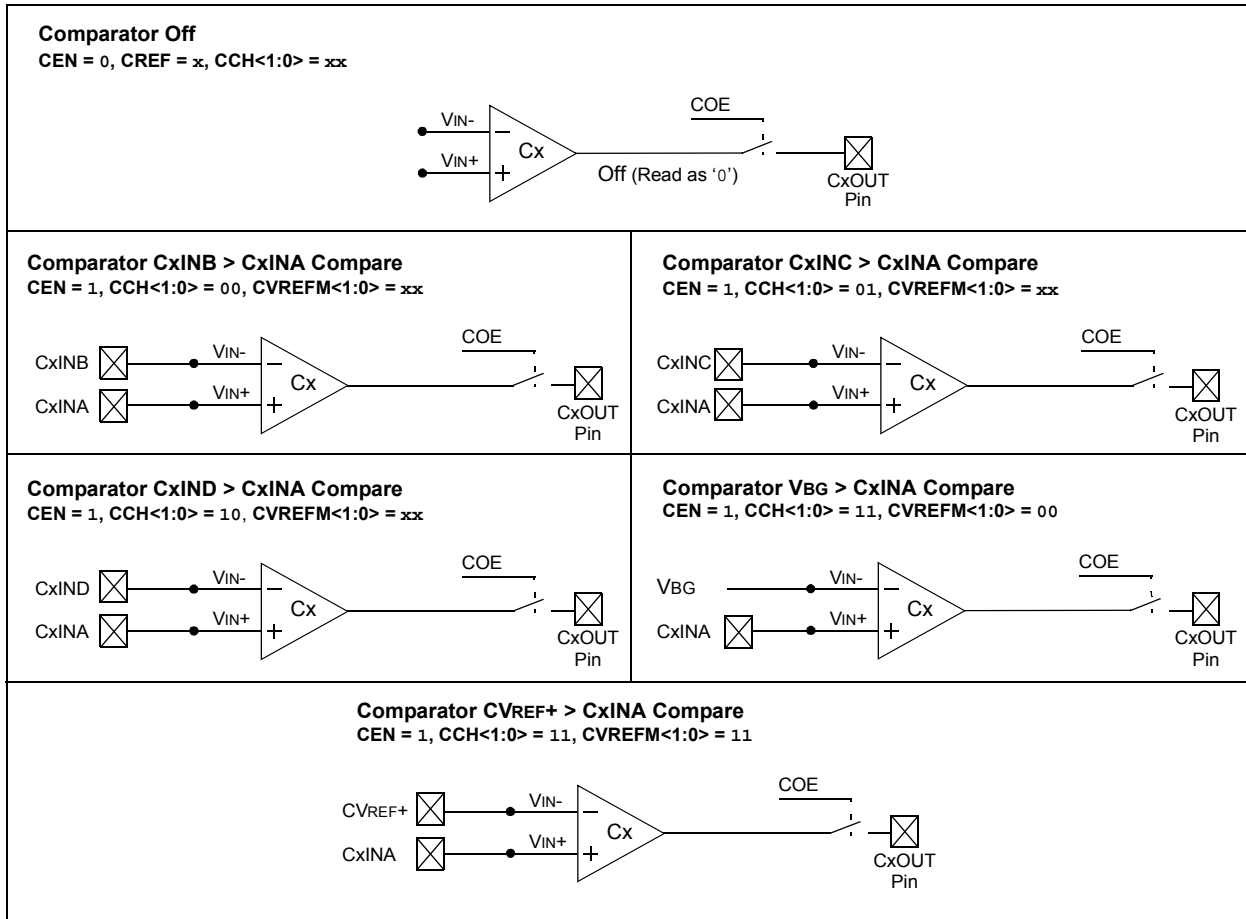 Comparator Off
CEN = 0, CREF = x, CCH<1:0> = xx
COE
VIN-
VIN+
Cx
Off (Read as ‘0’)
CxOUT
Pin
Comparator CxINB > CxINA Compare
CEN = 1, CCH<1:0> = 00, CVREFM<1:0> = xx
COE
CxINB
VIN-
CxINA
VIN+
Cx
CxOUT
Pin
Comparator CxINC > CxINA Compare
CEN = 1, CCH<1:0> = 01, CVREFM<1:0> = xx
COE
CxINC
VIN-
CxINA
VIN+
Cx
CxOUT
Pin
Comparator CxIND > CxINA Compare
CEN = 1, CCH<1:0> = 10, CVREFM<1:0> = xx
COE
CxIND
VIN-
CxINA
VIN+
Cx
CxOUT
Pin
Comparator VBG > CxINA Compare
CEN = 1, CCH<1:0> = 11, CVREFM<1:0> = 00
COE
VBG
VIN-
CxINA
VIN+
Cx
CxOUT
Pin
Comparator CVREF+ > CxINA Compare
CEN = 1, CCH<1:0> = 11, CVREFM<1:0> = 11
COE
CVREF+
VIN-
CxINA
VIN+
Cx
CxOUT
Pin